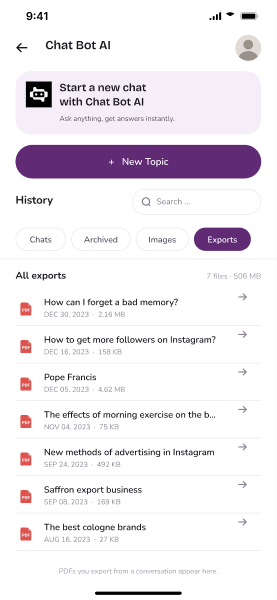 9:41
Chat Bot AI
Start a new chat
with Chat Bot AI
Ask anything, get answers instantly.
+ New Topic
History
Search ...
Chats
Archived
Images
Exports
All exports
7 files · 506 MB
PDF
How can I forget a bad memory?
DEC 30, 2023 · 2.16 MB
PDF
How to get more followers on Instagram?
DEC 16, 2023 · 158 KB
PDF
Pope Francis
DEC 05, 2023 · 4.62 MB
PDF
The effects of morning exercise on the b...
NOV 04, 2023 · 75 KB
PDF
New methods of advertising in Instagram
SEP 24, 2023 · 492 KB
PDF
Saffron export business
SEP 08, 2023 · 169 KB
PDF
The best cologne brands
AUG 16, 2023 · 27 KB
PDFs you export from a conversation appear here.